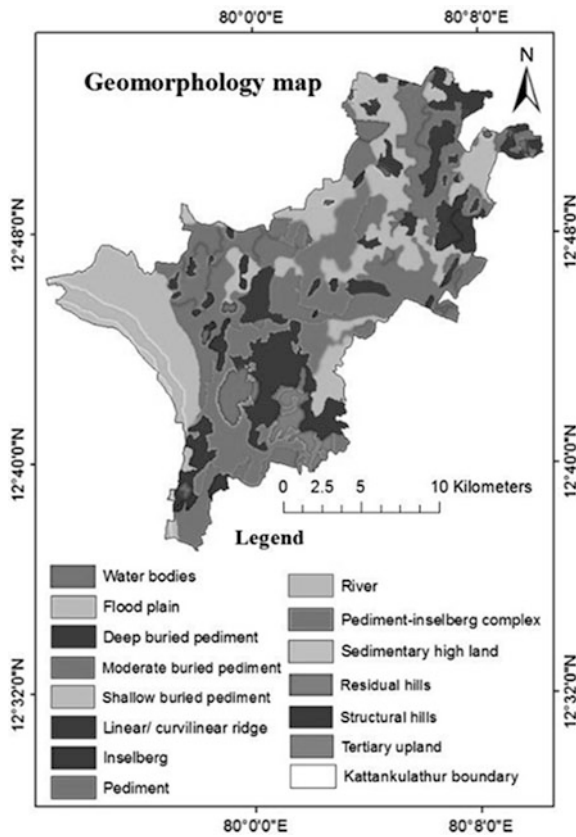 80°0'0"E 80°8'0"E
Geomorphology map
N
12°48'0"N 12°48'0"N
12°40'0"N 12°40'0"N
0 2.5 5 10 Kilometers
Legend
Water bodies
Flood plain
Deep buried pediment
Moderate buried pediment
Shallow buried pediment
Linear/ curvilinear ridge
Inselberg
Pediment
River
Pediment-inselberg complex
Sedimentary high land
Residual hills
Structural hills
Tertiary upland
Kattankulathur boundary
12°32'0"N 12°32'0"N
80°0'0"E 80°8'0"E